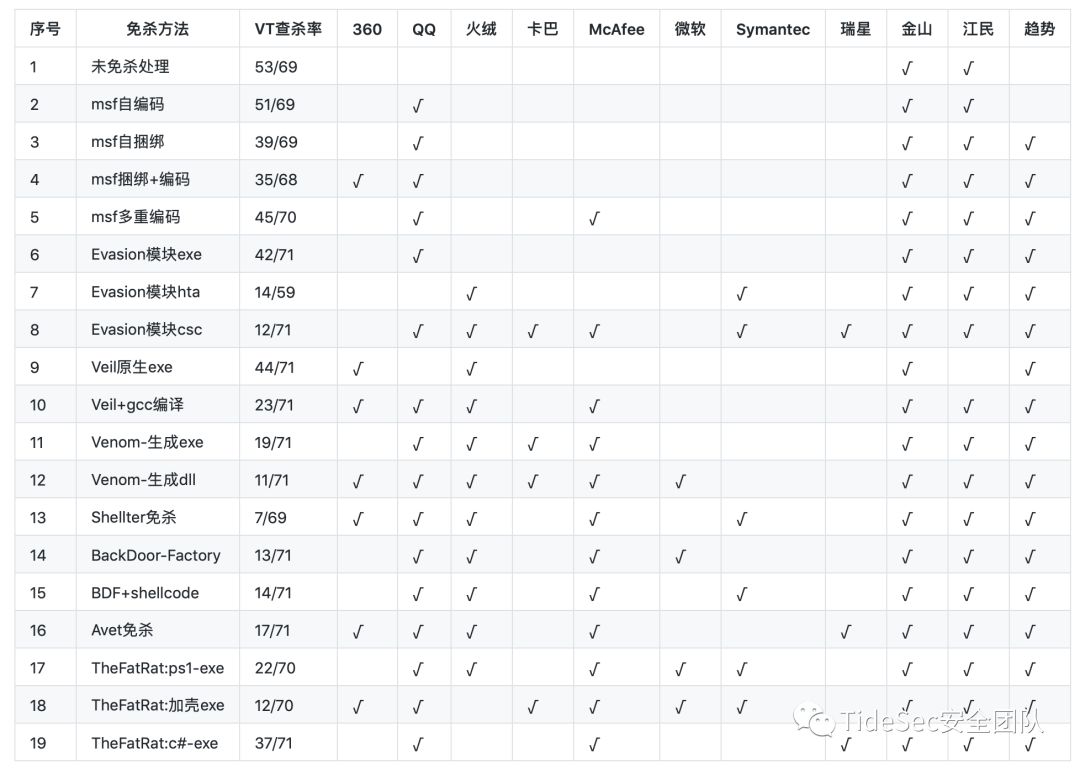 序号 免杀方法 VT查杀率 360 QQ 火绒 卡巴 McAfee 微软 Symantec 瑞星 金山 江民 趋势
1 未免杀处理 53/69 √ √
2 msf自编码 51/69 √ √ √
3 msf自捆绑 39/69 √ √ √ √
4 msf捆绑+编码 35/68 √ √ √ √ √
5 msf多重编码 45/70 √ √ √ √ √
6 Evasion模块exe 42/71 √ √ √ √
7 Evasion模块hta 14/59 √ √ √ √ √
8 Evasion模块csc 12/71 √ √ √ √ √ √ √ √ √
9 Veil原生exe 44/71 √ √ √ √
10 Veil+gcc编译 23/71 √ √ √ √ √ √ √
11 Venom-生成exe 19/71 √ √ √ √ √ √ √
12 Venom-生成dll 11/71 √ √ √ √ √ √ √ √ √
13 Shellter免杀 7/69 √ √ √ √ √ √ √ √
14 BackDoor-Factory 13/71 √ √ √ √ √ √ √
15 BDF+shellcode 14/71 √ √ √ √ √ √ √
16 Avet免杀 17/71 √ √ √ √ √ √ √ √
17 TheFatRat:ps1-exe 22/70 √ √ √ √ √ √ √ √
18 TheFatRat:加壳exe 12/70 √ √ √ √ √ √ √ √ √
19 TheFatRat:c#-exe 37/71 √ √ √ √ √ √
TideSec安全团队